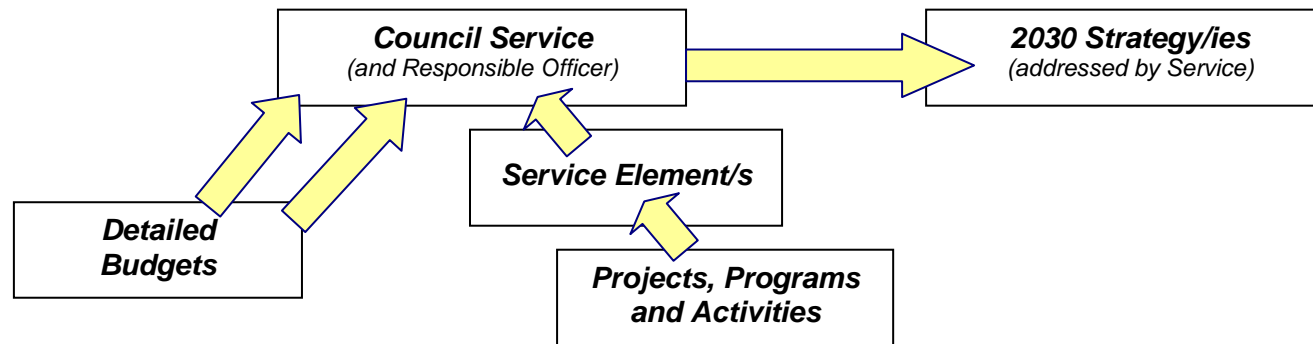 Council Service
(and Responsible Officer)
2030 Strategy/ies
(addressed by Service)
Service Element/s
Detailed
Budgets
Projects, Programs
and Activities